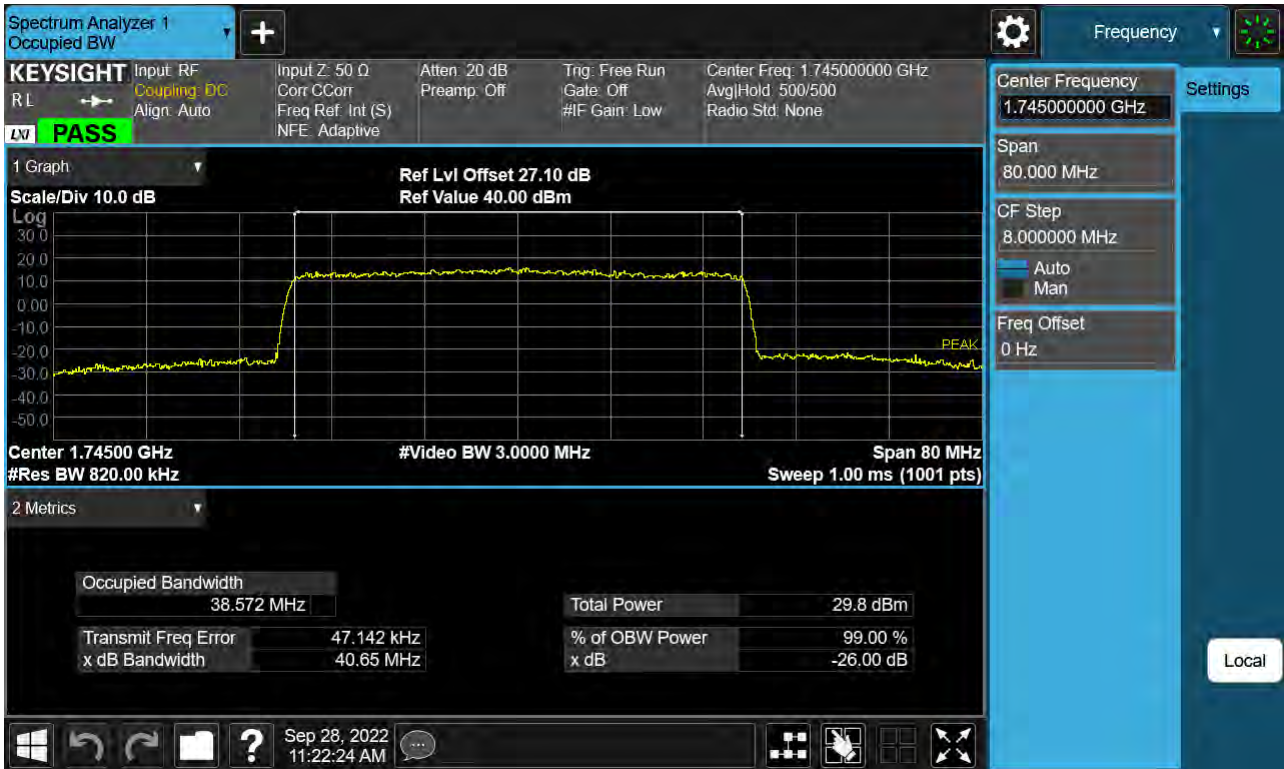 Spectrum Analyzer 1
Occupied BW
+
Frequency
KEYSIGHT
RL
LXI
PASS
Input: RF
Coupling: DC
Align: Auto
Input Z: 50 Ω
Corr CCorr
Freq Ref: Int (S)
NFE: Adaptive
Atten: 20 dB
Preamp: Off
Trig: Free Run
Gate: Off
#IF Gain: Low
Center Freq: 1.745000000 GHz
Avg|Hold: 500/500
Radio Std: None
Center Frequency
1.745000000 GHz
Settings
Span
80.000 MHz
CF Step
8.000000 MHz
Auto
Man
Freq Offset
0 Hz
Local
1 Graph
Scale/Div 10.0 dB
Ref Lvl Offset 27.10 dB
Ref Value 40.00 dBm
Log
30.0
20.0
10.0
0.00
-10.0
-20.0
-30.0
-40.0
-50.0
PEAK
Center 1.74500 GHz
#Video BW 3.0000 MHz
Span 80 MHz
#Res BW 820.00 kHz
Sweep 1.00 ms (1001 pts)
2 Metrics
Occupied Bandwidth
38.572 MHz
Total Power 29.8 dBm
Transmit Freq Error 47.142 kHz
% of OBW Power 99.00 %
x dB Bandwidth 40.65 MHz
x dB -26.00 dB
?
Sep 28, 2022
11:22:24 AM